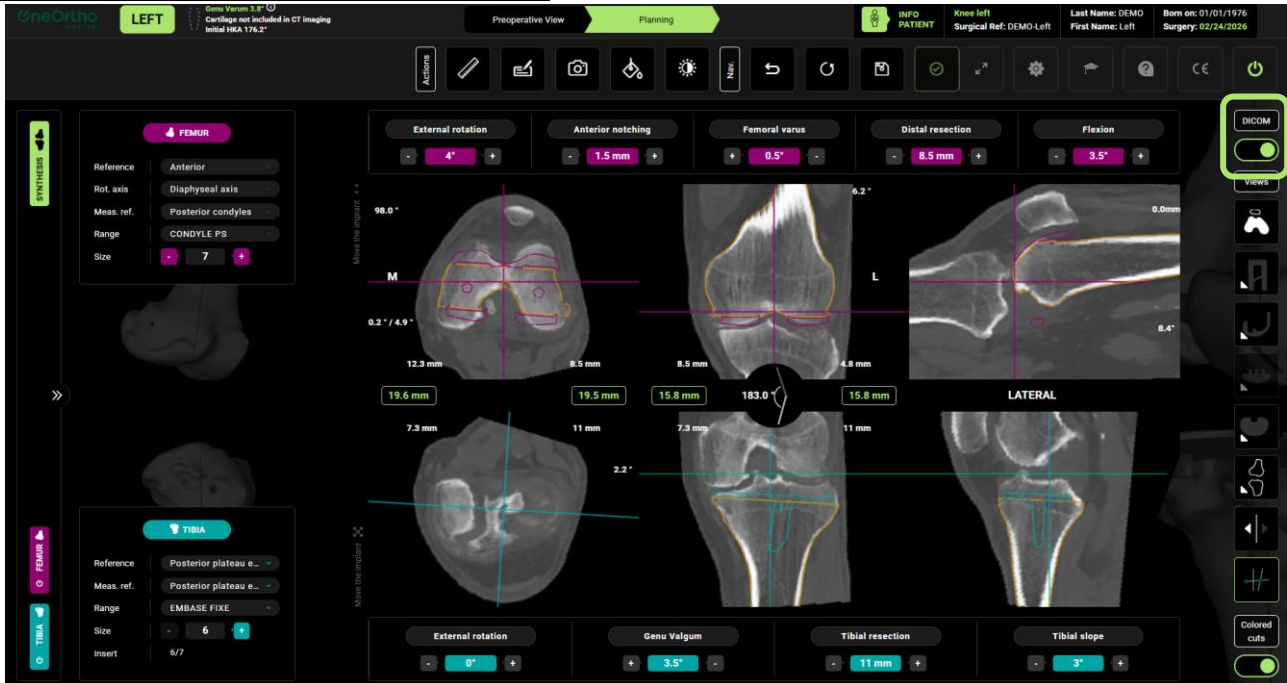 OneOrtho
LEFT
Genu Varum 3.8°
Cartilage not included in CT imaging
Initial HKA 176.2°
Preoperative View
Planning
INFO
PATIENT
Knee left
Surgical Ref: DEMO-Left
Last Name: DEMO
First Name: Left
Born on: 01/01/1976
Surgery: 02/24/2026
Actions
Nav.
CE
SYNTHESIS
FEMUR
Reference Anterior
Rot. axis Diaphyseal axis
Meas. ref. Posterior condyles
Range CONDYLE PS
Size - 7 +
External rotation
- 4° +
Anterior notching
- 1.5 mm +
Femoral varus
+ 0.5° -
Distal resection
- 8.5 mm +
Flexion
- 3.5° +
DICOM
Views
Move the implant
98.0 °
M
0.2 ° / 4.9 °
12.3 mm
8.5 mm
6.2 °
L
8.5 mm
4.8 mm
0.0mm
8.4°
19.6 mm
19.5 mm
15.8 mm
183.0 °
15.8 mm
LATERAL
7.3 mm
11 mm
7.3 mm
11 mm
2.2 °
Move the implant
FEMUR
TIBIA
TIBIA
Reference Posterior plateau e...
Meas. ref. Posterior plateau e...
Range EMBASE FIXE
Size - 6 +
Insert 6/7
External rotation
- 0° +
Genu Valgum
+ 3.5° -
Tibial resection
- 11 mm +
Tibial slope
- 3° +
Colored
cuts